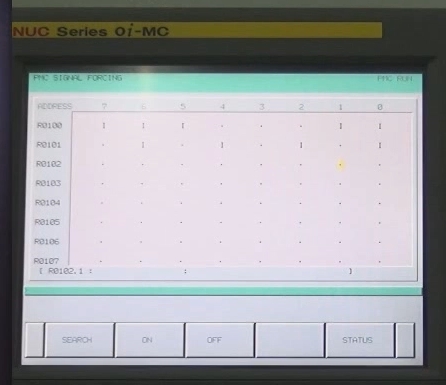 NUC Series 0i-MC
PMC SIGNAL FORCING PMC RUN
ADDRESS 7 6 5 4 3 2 1 0
R0100 I I I . . . I I
R0101 . I . I . I . I
R0102 . . . . . . . .
R0103 . . . . . . . .
R0104 . . . . . . . .
R0105 . . . . . . . .
R0106 . . . . . . . .
R0107 . . . . . . . .
[ R0102.1 : : ]
SEARCH ON OFF STATUS